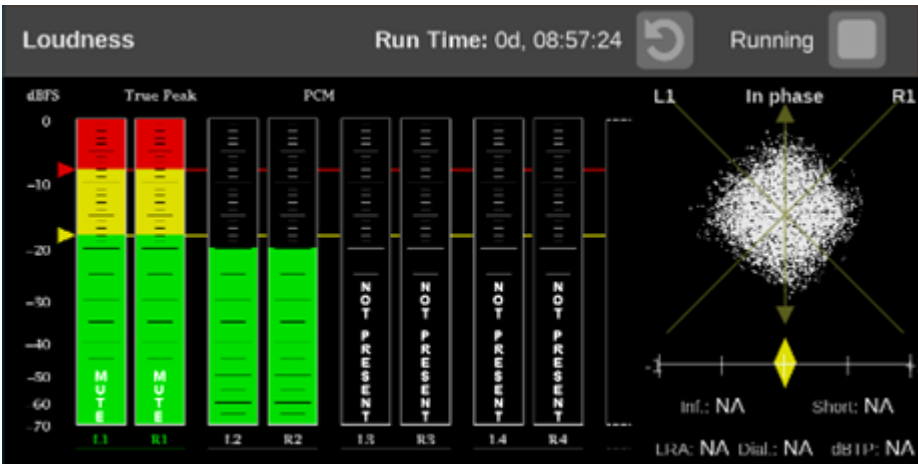 Loudness Run Time: 0d, 08:57:24 Running
dBFS True Peak PCM
L1 In phase R1
0
-10
-20
-30
-40
-50
-60
-70
MUTE
MUTE
NOT PRESENT
NOT PRESENT
NOT PRESENT
NOT PRESENT
L1 R1 L2 R2 L3 R3 L4 R4
-1 1
Inf.: NA Short: NA
LRA: NA Dial.: NA dBTP: NA